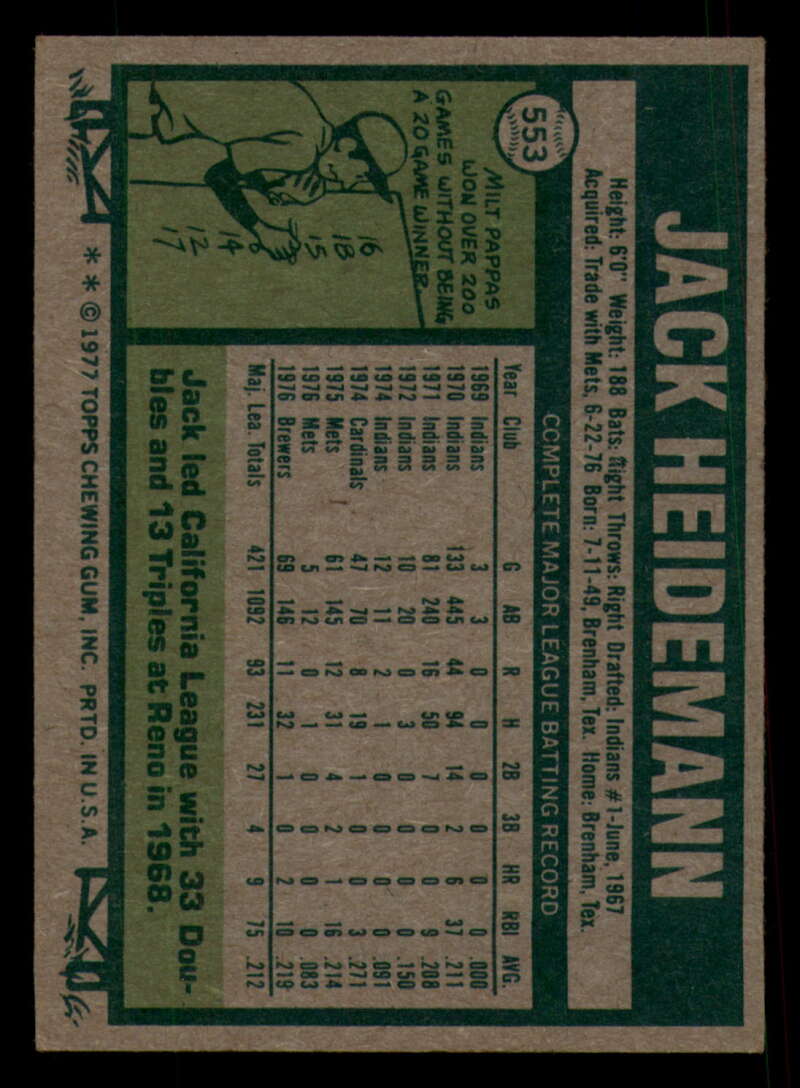 JACK HEIDEMANN
Height: 6'0" Weight: 188 Bats: Right Throws: Right Drafted: Indians #1-June, 1967
Acquired: Trade with Mets, 6-22-76 Born: 7-11-49, Brenham, Tex. Home: Brenham, Tex.
553
MILT PAPPAS
WON OVER 200
GAMES WITHOUT BEING
A 20 GAME WINNER
16
18
15
14
12
17
COMPLETE MAJOR LEAGUE BATTING RECORD
Year Club G AB R H 2B 3B HR RBI AVG.
1969 Indians 3 3 0 0 0 0 0 0 .000
1970 Indians 133 445 44 94 14 2 6 37 .211
1971 Indians 81 240 16 50 7 0 0 9 .208
1972 Indians 10 20 0 3 0 0 0 0 .150
1974 Indians 12 11 2 1 0 0 0 0 .091
1974 Cardinals 47 70 8 19 1 0 0 3 .271
1975 Mets 61 145 12 31 4 2 1 16 .214
1976 Mets 5 12 0 1 0 0 0 0 .083
1976 Brewers 69 146 11 32 1 0 2 10 .219
Maj. Lea. Totals 421 1092 93 231 27 4 9 75 .212
Jack led California League with 33 Dou-
bles and 13 Triples at Reno in 1968.
* * © 1977 TOPPS CHEWING GUM, INC. PRTD. IN U.S.A.